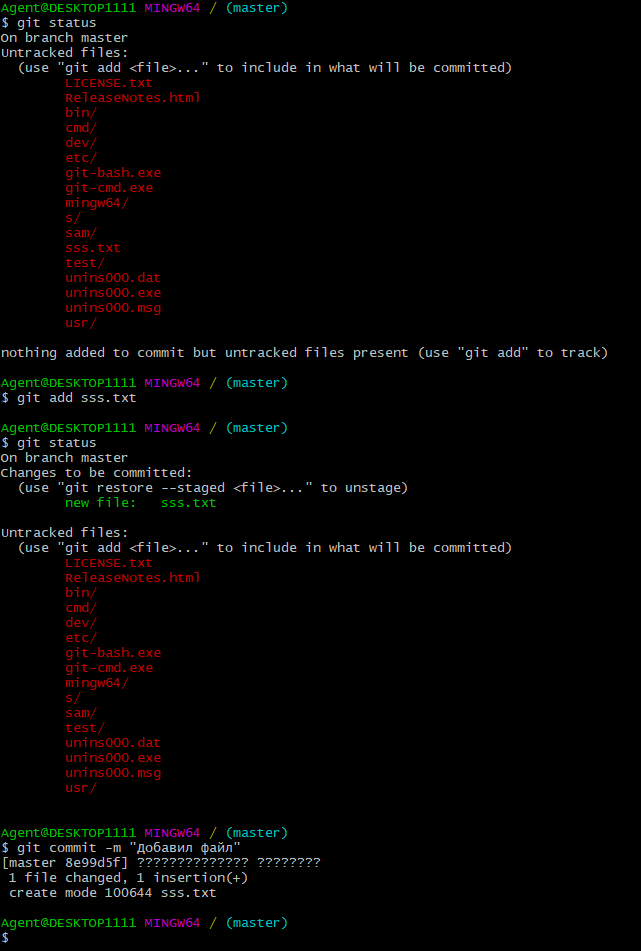 Agent@DESKTOP1111 MINGW64 / (master)
$ git status
On branch master
Untracked files:
  (use "git add <file>..." to include in what will be committed)
        LICENSE.txt
        ReleaseNotes.html
        bin/
        cmd/
        dev/
        etc/
        git-bash.exe
        git-cmd.exe
        mingw64/
        s/
        sam/
        sss.txt
        test/
        unins000.dat
        unins000.exe
        unins000.msg
        usr/
nothing added to commit but untracked files present (use "git add" to track)
Agent@DESKTOP1111 MINGW64 / (master)
$ git add sss.txt
Agent@DESKTOP1111 MINGW64 / (master)
$ git status
On branch master
Changes to be committed:
  (use "git restore --staged <file>..." to unstage)
        new file:   sss.txt
Untracked files:
  (use "git add <file>..." to include in what will be committed)
        LICENSE.txt
        ReleaseNotes.html
        bin/
        cmd/
        dev/
        etc/
        git-bash.exe
        git-cmd.exe
        mingw64/
        s/
        sam/
        test/
        unins000.dat
        unins000.exe
        unins000.msg
        usr/
Agent@DESKTOP1111 MINGW64 / (master)
$ git commit -m "Добавил файл"
[master 8e99d5f] ?????????????? ????????
 1 file changed, 1 insertion(+)
 create mode 100644 sss.txt
Agent@DESKTOP1111 MINGW64 / (master)
$